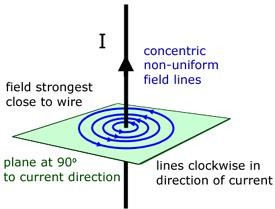 I
concentric
non-uniform
field lines
field strongest
close to wire
plane at 90º
to current direction
lines clockwise in
direction of current